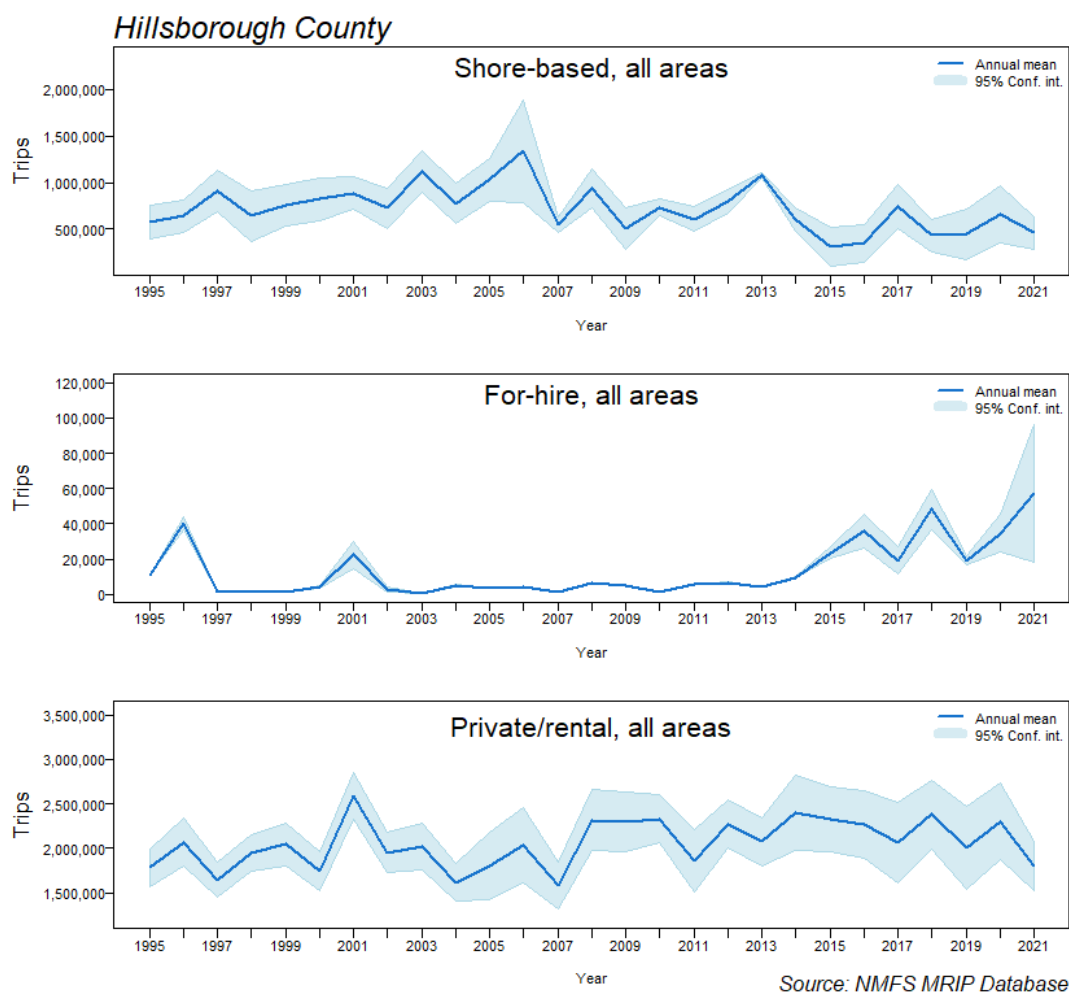 Hillsborough County
Shore-based, all areas
Annual mean
95% Conf. int.
Trips
2,000,000
1,500,000
1,000,000
500,000
1995 1997 1999 2001 2003 2005 2007 2009 2011 2013 2015 2017 2019 2021
Year
For-hire, all areas
Annual mean
95% Conf. int.
Trips
120,000
100,000
80,000
60,000
40,000
20,000
0
1995 1997 1999 2001 2003 2005 2007 2009 2011 2013 2015 2017 2019 2021
Year
Private/rental, all areas
Annual mean
95% Conf. int.
Trips
3,500,000
3,000,000
2,500,000
2,000,000
1,500,000
1995 1997 1999 2001 2003 2005 2007 2009 2011 2013 2015 2017 2019 2021
Year
Source: NMFS MRIP Database